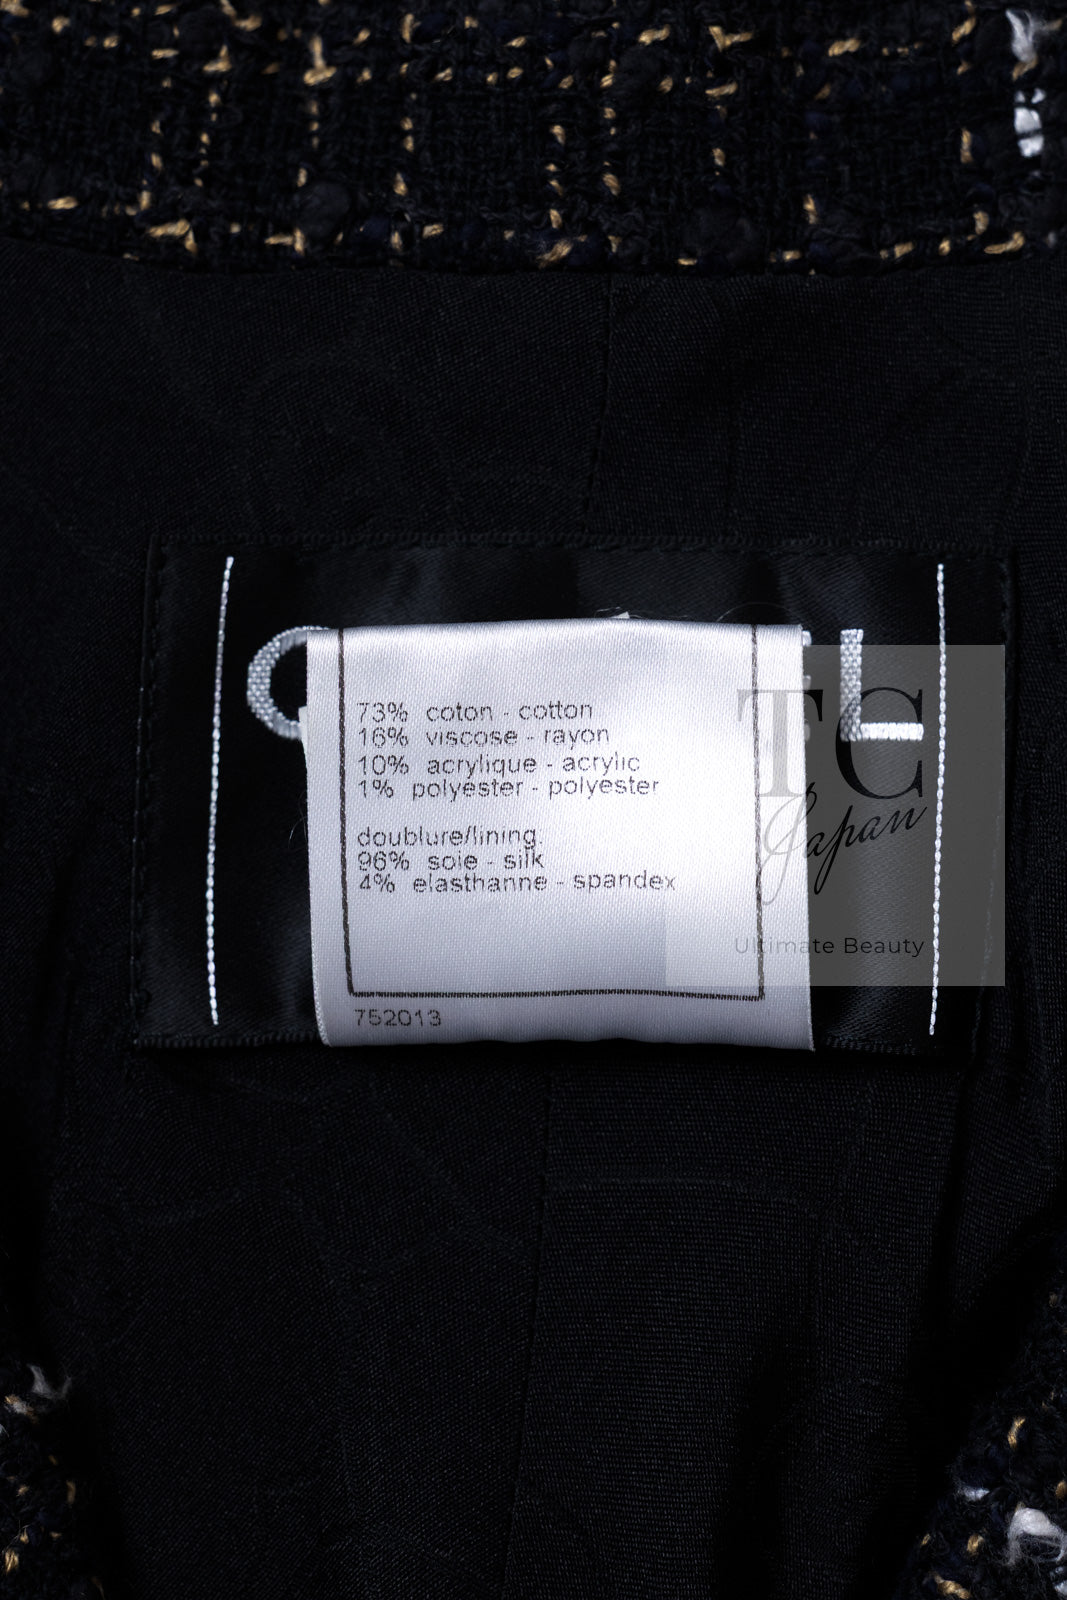 C L
73% coton - cotton
16% viscose - rayon
10% acrylique - acrylic
1% polyester - polyester
doublure/lining:
96% soie - silk
4% elasthanne - spandex
752013
TC
Japan
Ultimate Beauty